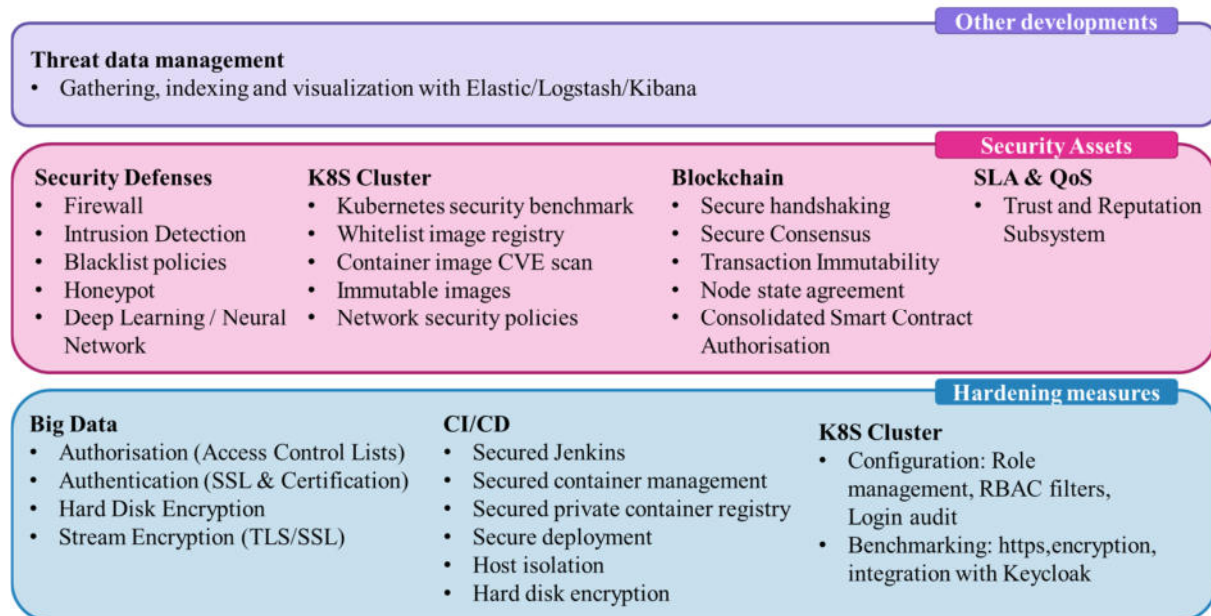 Other developments
Threat data management
• Gathering, indexing and visualization with Elastic/Logstash/Kibana
Security Assets
Security Defenses
• Firewall
• Intrusion Detection
• Blacklist policies
• Honeypot
• Deep Learning / Neural
Network
K8S Cluster
• Kubernetes security benchmark
• Whitelist image registry
• Container image CVE scan
• Immutable images
• Network security policies
Blockchain
• Secure handshaking
• Secure Consensus
• Transaction Immutability
• Node state agreement
• Consolidated Smart Contract
Authorisation
SLA & QoS
• Trust and Reputation
Subsystem
Hardening measures
Big Data
• Authorisation (Access Control Lists)
• Authentication (SSL & Certification)
• Hard Disk Encryption
• Stream Encryption (TLS/SSL)
CI/CD
• Secured Jenkins
• Secured container management
• Secured private container registry
• Secure deployment
• Host isolation
• Hard disk encryption
K8S Cluster
• Configuration: Role
management, RBAC filters,
Login audit
• Benchmarking: https,encryption,
integration with Keycloak